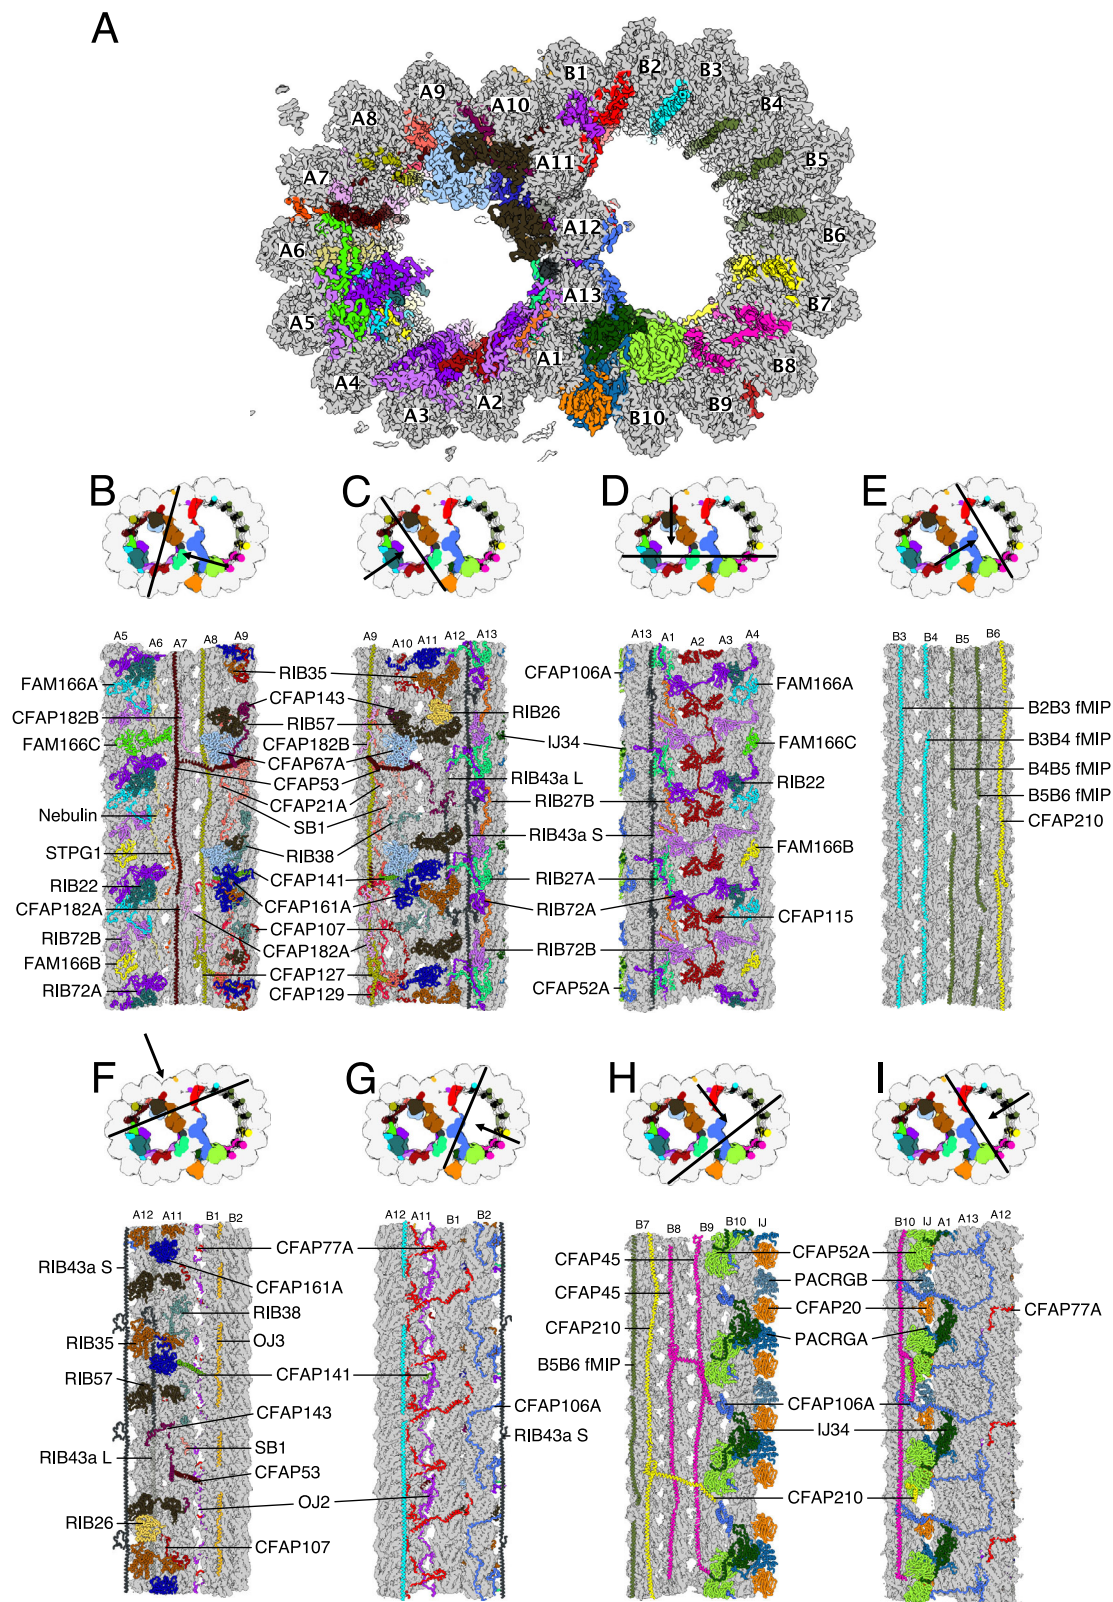 A
B1
B2
B3
A9
A10
B4
A8
A11
B5
A7
A12
B6
A6
A13
B7
A5
A1
B8
A4
A2
B9
A3
B10
B
C
D
E
A5
A6
A7
A8
A9
A9
A10
A11
A12
A13
A13
A1
A2
A3
A4
B3
B4
B5
B6
FAM166A
CFAP182B
FAM166C
Nebulin
STPG1
RIB22
CFAP182A
RIB72B
FAM166B
RIB72A
RIB35
CFAP143
RIB57
CFAP182B
CFAP67A
CFAP53
CFAP21A
SB1
RIB38
CFAP141
CFAP161A
CFAP107
CFAP182A
CFAP127
CFAP129
CFAP106A
RIB26
IJ34
RIB43a L
RIB27B
RIB43a S
RIB27A
RIB72A
RIB72B
CFAP52A
FAM166A
FAM166C
RIB22
FAM166B
CFAP115
B2B3 fMIP
B3B4 fMIP
B4B5 fMIP
B5B6 fMIP
CFAP210
F
G
H
I
A12
A11
B1
B2
A12
A11
B1
B2
B7
B8
B9
B10
IJ
B10
IJ
A1
A13
A12
RIB43a S
RIB35
RIB57
RIB43a L
RIB26
CFAP77A
CFAP161A
RIB38
OJ3
CFAP141
CFAP143
SB1
CFAP53
OJ2
CFAP107
CFAP45
CFAP45
CFAP210
B5B6 fMIP
CFAP106A
RIB43a S
CFAP52A
PACRGB
CFAP20
PACRGA
CFAP106A
IJ34
CFAP210
CFAP77A